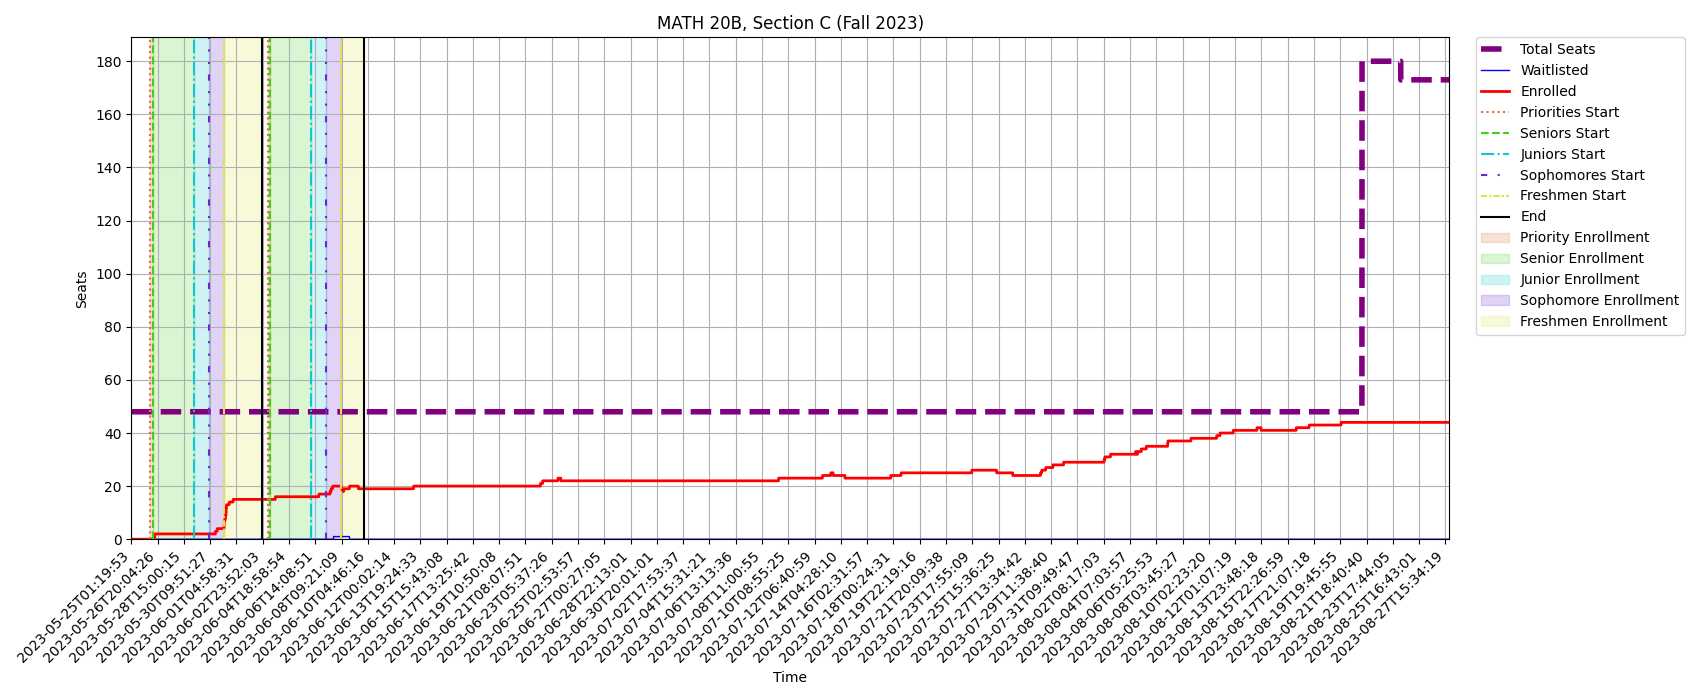 MATH 20B, Section C (Fall 2023)
Seats
180
160
140
120
100
80
60
40
20
0
2023-05-25T01:19:53
2023-05-26T20:04:26
2023-05-28T15:00:15
2023-05-30T09:51:27
2023-06-01T04:58:31
2023-06-02T23:52:03
2023-06-04T18:58:54
2023-06-06T14:08:51
2023-06-08T09:21:09
2023-06-10T04:46:16
2023-06-12T00:02:14
2023-06-13T19:24:33
2023-06-15T15:43:08
2023-06-17T13:25:42
2023-06-19T10:50:08
2023-06-21T08:07:51
2023-06-23T05:37:26
2023-06-25T02:53:57
2023-06-27T00:27:05
2023-06-28T22:13:01
2023-06-30T20:01:01
2023-07-02T17:53:37
2023-07-04T15:31:21
2023-07-06T13:13:36
2023-07-08T11:00:55
2023-07-10T08:55:25
2023-07-12T06:40:59
2023-07-14T04:28:10
2023-07-16T02:31:57
2023-07-18T00:24:31
2023-07-19T22:19:16
2023-07-21T20:09:38
2023-07-23T17:55:09
2023-07-25T15:36:25
2023-07-27T13:34:42
2023-07-29T11:38:40
2023-07-31T09:49:47
2023-08-02T08:17:03
2023-08-04T07:03:57
2023-08-06T05:25:53
2023-08-08T03:45:27
2023-08-10T02:23:20
2023-08-12T01:07:19
2023-08-13T23:48:18
2023-08-15T22:26:59
2023-08-17T21:07:18
2023-08-19T19:45:55
2023-08-21T18:40:40
2023-08-23T17:44:05
2023-08-25T16:43:01
2023-08-27T15:34:19
Time
Total Seats
Waitlisted
Enrolled
Priorities Start
Seniors Start
Juniors Start
Sophomores Start
Freshmen Start
End
Priority Enrollment
Senior Enrollment
Junior Enrollment
Sophomore Enrollment
Freshmen Enrollment